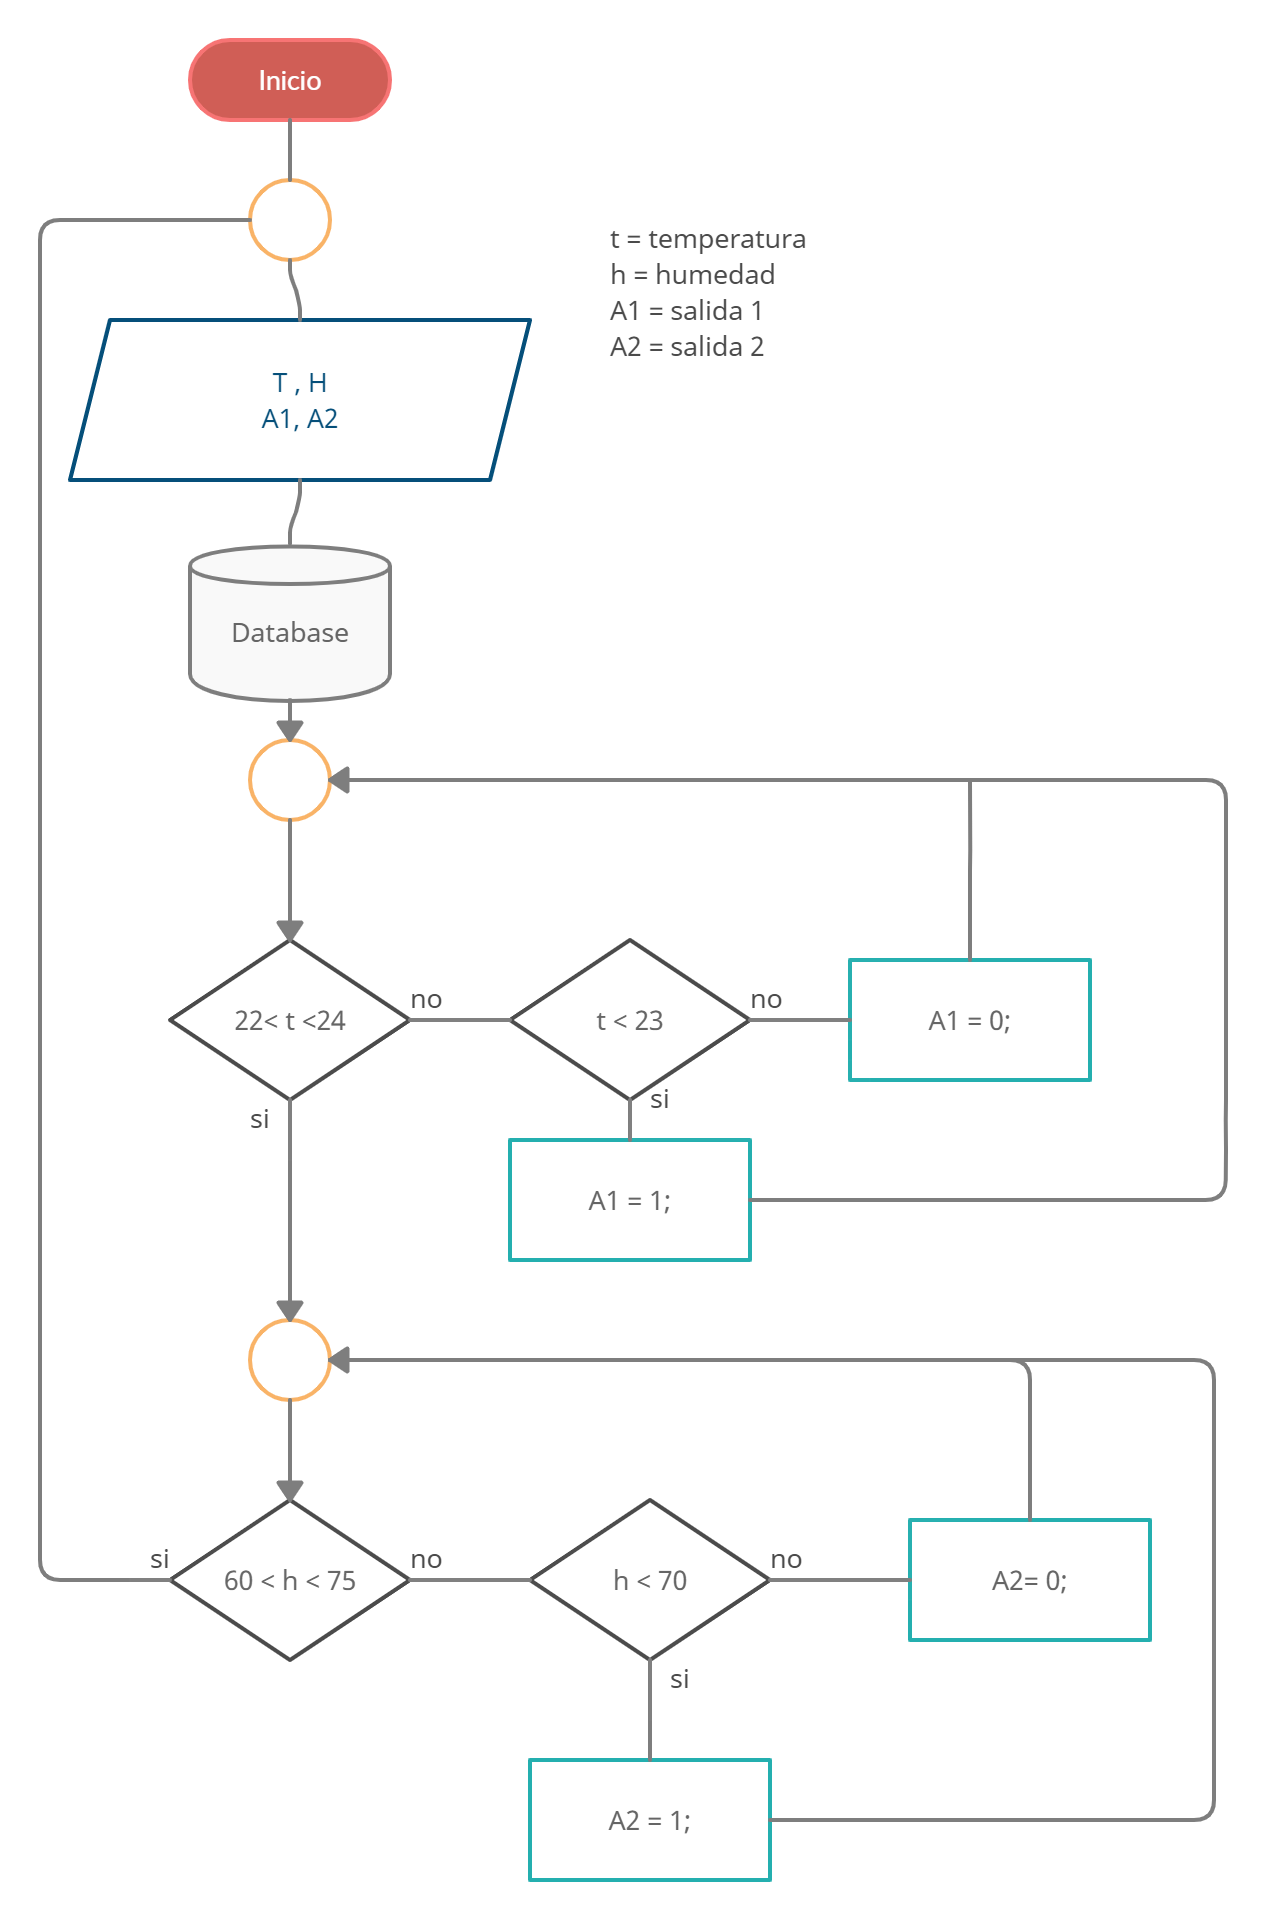 Inicio
t = temperatura
h = humedad
A1 = salida 1
A2 = salida 2
T , H
A1, A2
Database
22< t <24
no
t < 23
no
A1 = 0;
si
si
A1 = 1;
si
60 < h < 75
no
h < 70
no
A2= 0;
si
A2 = 1;